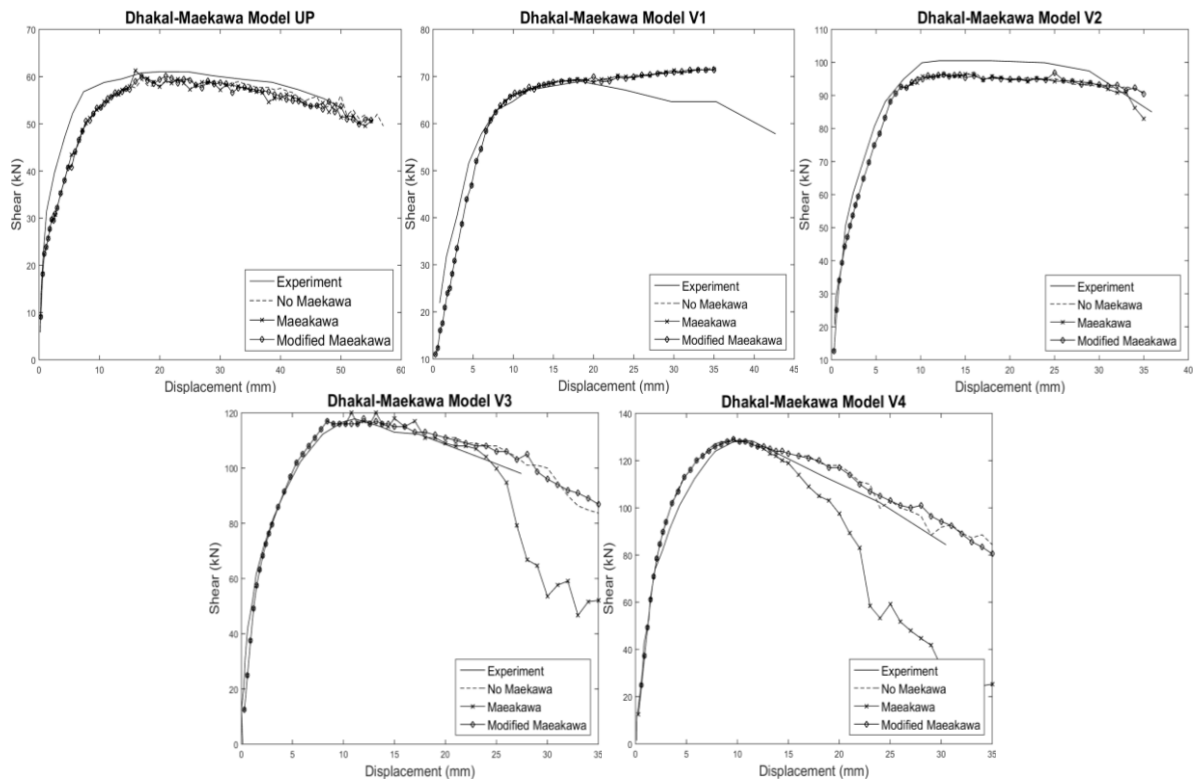 Dhakal-Maekawa Model UP
70
60
50
40
30
20
10
0
Shear (kN)
0 10 20 30 40 50 60
Displacement (mm)
Experiment
No Maekawa
Maeakawa
Modified Maeakawa
Dhakal-Maekawa Model V1
80
70
60
50
40
30
20
10
Shear (kN)
0 5 10 15 20 25 30 35 40 45
Displacement (mm)
Experiment
No Maekawa
Maeakawa
Modified Maeakawa
Dhakal-Maekawa Model V2
110
100
90
80
70
60
50
40
30
20
10
Shear (kN)
0 5 10 15 20 25 30 35 40
Displacement (mm)
Experiment
No Maekawa
Maeakawa
Modified Maeakawa
Dhakal-Maekawa Model V3
120
100
80
60
40
20
0
Shear (kN)
0 5 10 15 20 25 30 35
Displacement (mm)
Experiment
No Maekawa
Maeakawa
Modified Maeakawa
Dhakal-Maekawa Model V4
140
120
100
80
60
40
20
0
Shear (kN)
0 5 10 15 20 25 30 35
Displacement (mm)
Experiment
No Maekawa
Maeakawa
Modified Maeakawa